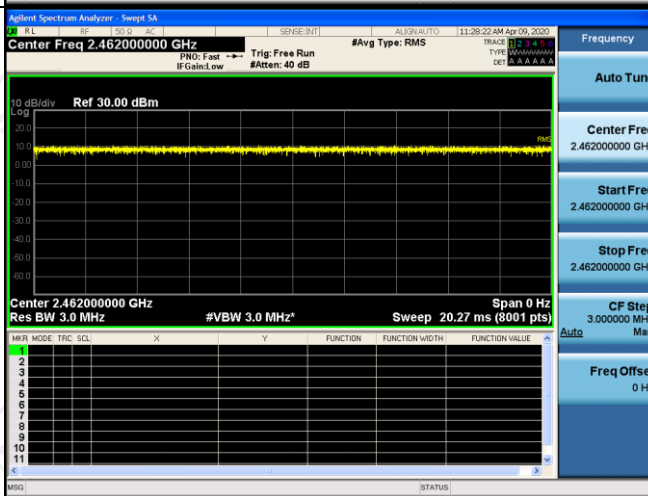 Agilent Spectrum Analyzer - Swept SA
RL RF 50 Ω AC SENSE:INT ALIGNAUTO 11:28:22 AM Apr 09, 2020
Center Freq 2.462000000 GHz #Avg Type: RMS TRACE 1 2 3 4 5 6
PNO: Fast Trig: Free Run TYPE
IFGain:Low #Atten: 40 dB DET A A A A A A
10 dB/div Ref 30.00 dBm
Log
20.0
RMS
10.0
0.00
-10.0
-20.0
-30.0
-40.0
-50.0
-60.0
Center 2.462000000 GHz Span 0 Hz
Res BW 3.0 MHz #VBW 3.0 MHz* Sweep 20.27 ms (8001 pts)
MKR MODE TRC SCL X Y FUNCTION FUNCTION WIDTH FUNCTION VALUE
1
2
3
4
5
6
7
8
9
10
11
MSG STATUS
Frequency
Auto Tun
Center Fre
2.462000000 GH
Start Fre
2.462000000 GH
Stop Fre
2.462000000 GH
CF Step
3.000000 MH
Auto Ma
Freq Offse
0 H